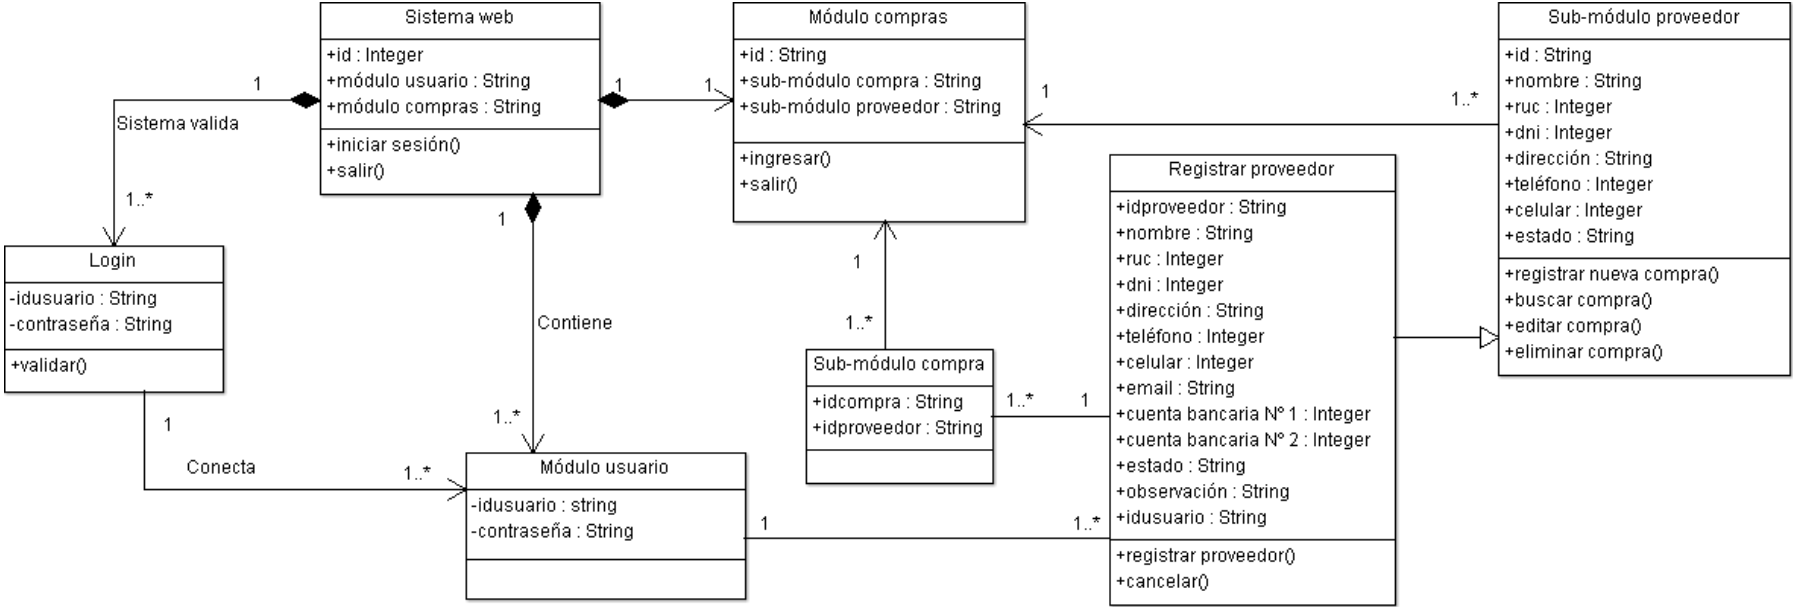 Sistema web
+id : Integer
+módulo usuario : String
+módulo compras : String
+iniciar sesión()
+salir()
Módulo compras
+id : String
+sub-módulo compra : String
+sub-módulo proveedor : String
+ingresar()
+salir()
Sub-módulo proveedor
+id : String
+nombre : String
+ruc : Integer
+dni : Integer
+dirección : String
+teléfono : Integer
+celular : Integer
+estado : String
+registrar nueva compra()
+buscar compra()
+editar compra()
+eliminar compra()
1
Sistema valida
1..*
1
1
1
1..*
1
Contiene
1..*
Login
-idusuario : String
-contraseña : String
+validar()
1
Conecta
1..*
Módulo usuario
-idusuario : string
-contraseña : String
1
1..*
1
1..*
Sub-módulo compra
+idcompra : String
+idproveedor : String
1..*
1
Registrar proveedor
+idproveedor : String
+nombre : String
+ruc : Integer
+dni : Integer
+dirección : String
+teléfono : Integer
+celular : Integer
+email : String
+cuenta bancaria Nº 1 : Integer
+cuenta bancaria Nº 2 : Integer
+estado : String
+observación : String
+idusuario : String
+registrar proveedor()
+cancelar()